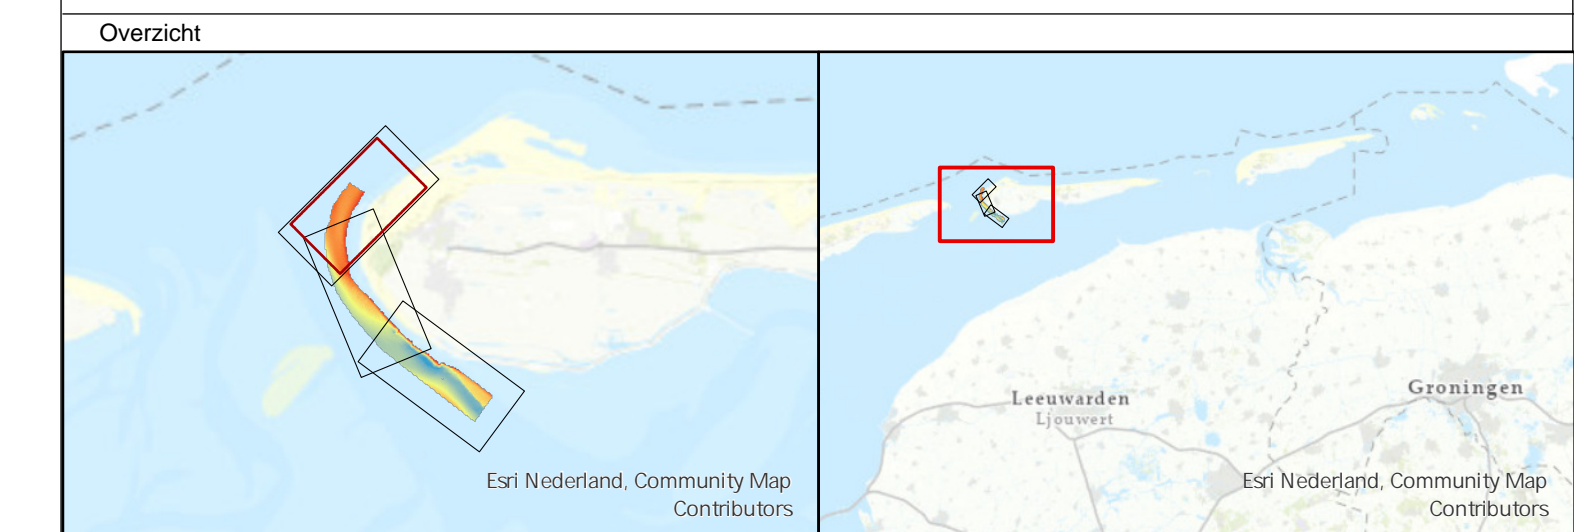 Overzicht
Esri Nederland, Community Map
Contributors
Leeuwarden
Ljouwert
Groningen
Esri Nederland, Community Map
Contributors